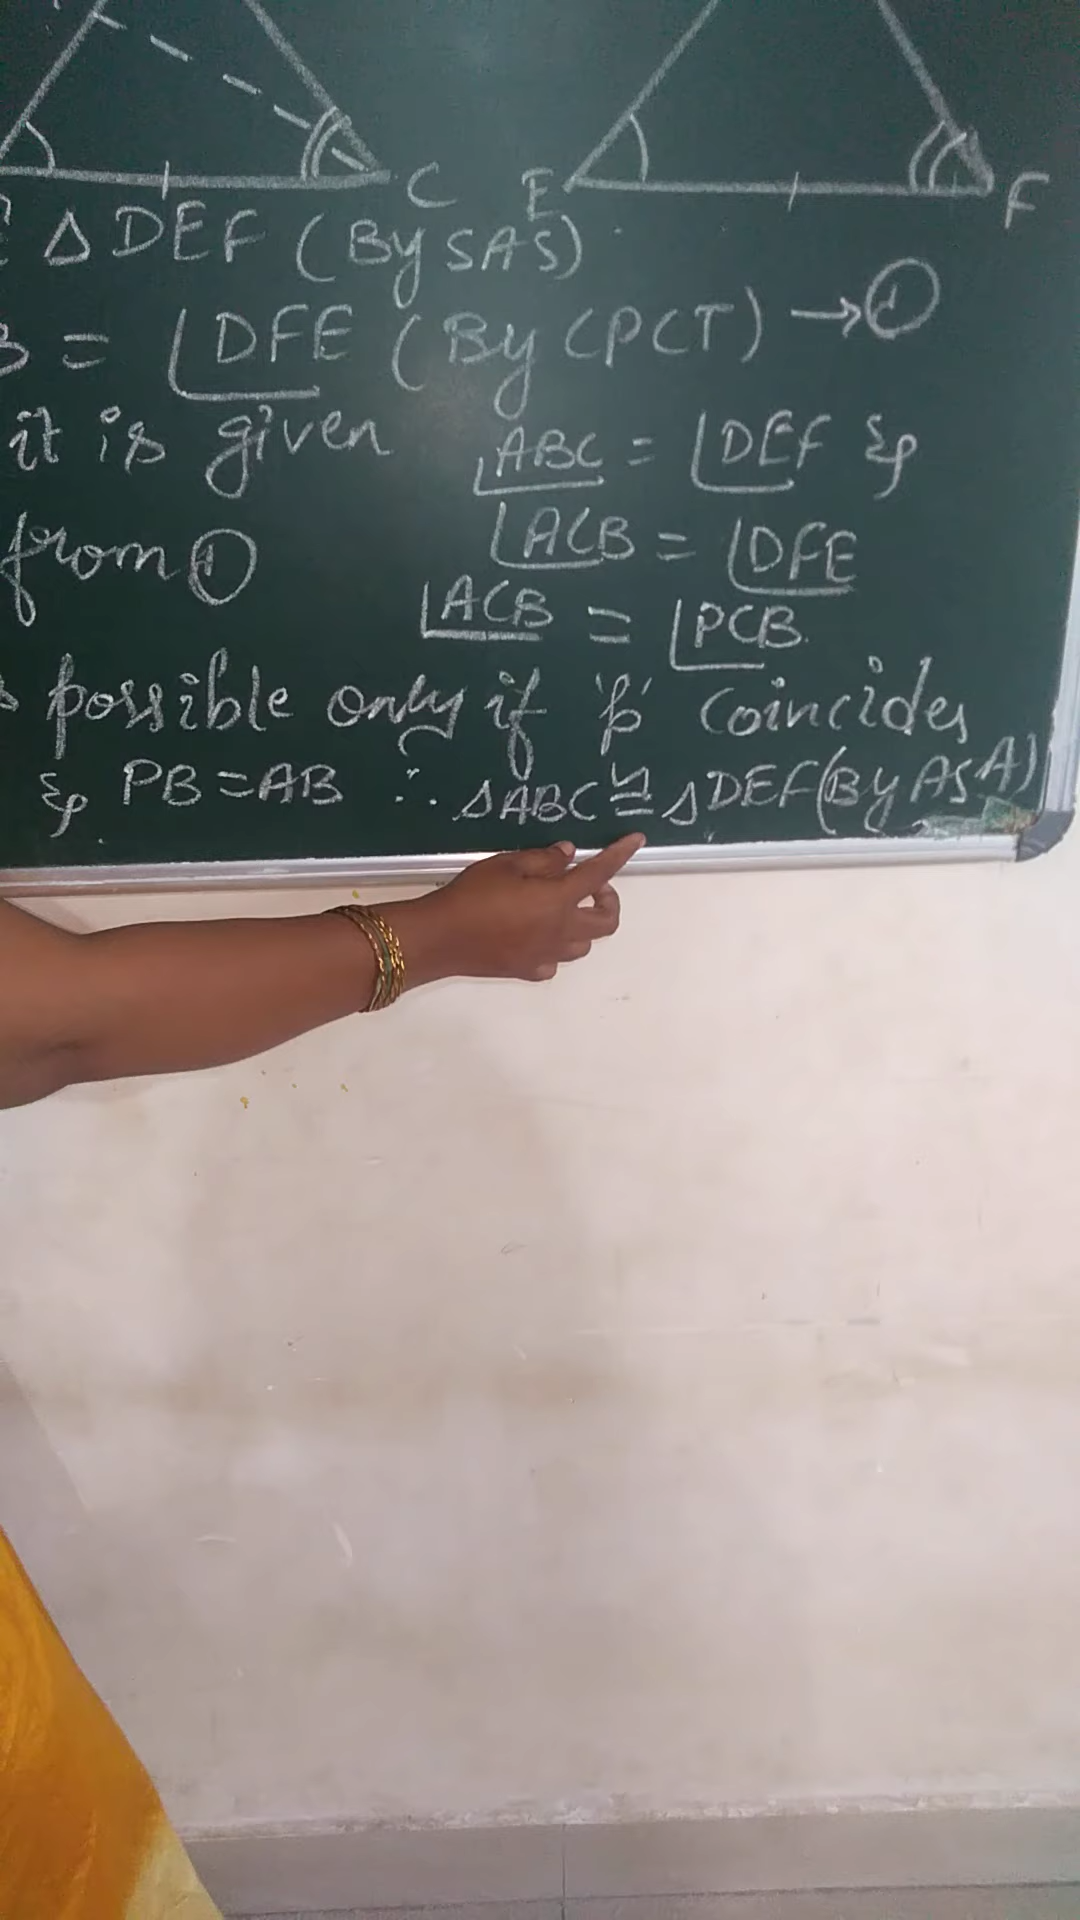 C E F
Δ DEF (By SAS)
B = ∠DFE (By CPCT) → ①
it is given ∠ABC = ∠DEF &
∠ACB = ∠DFE
from ①
∠ACB = ∠PCB.
possible only if 'p' coincides
& PB = AB ∴ ΔABC ≅ ΔDEF (By ASA)